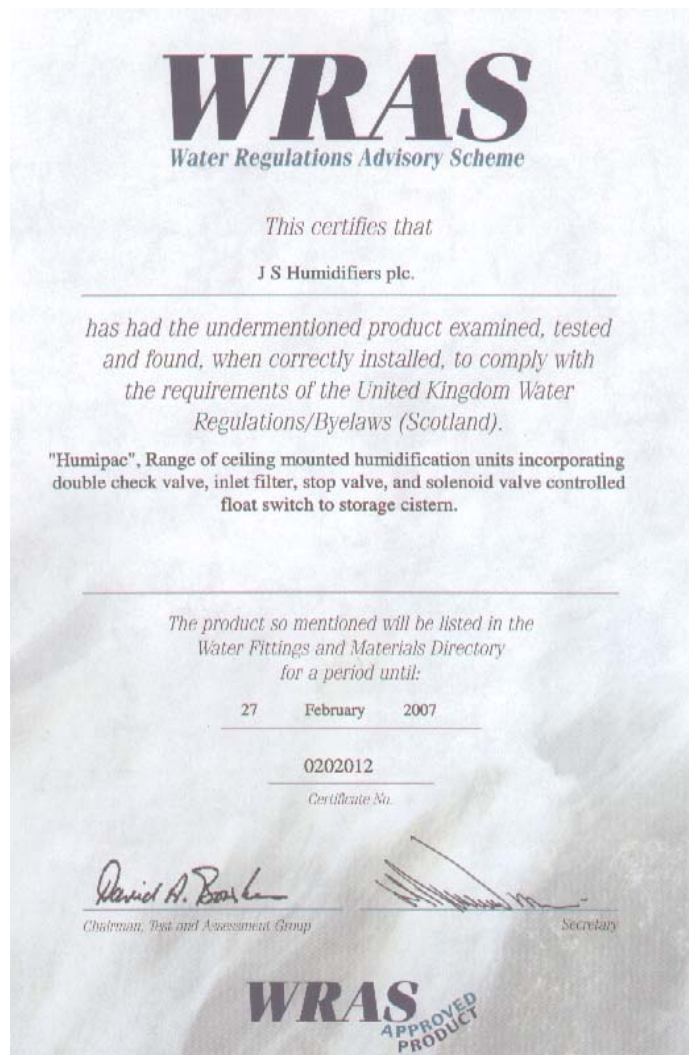 WRAS
Water Regulations Advisory Scheme
This certifies that
J S Humidifiers plc.
has had the undermentioned product examined, tested
and found, when correctly installed, to comply with
the requirements of the United Kingdom Water
Regulations/Byelaws (Scotland).
"Humipac", Range of ceiling mounted humidification units incorporating
double check valve, inlet filter, stop valve, and solenoid valve controlled
float switch to storage cistern.
The product so mentioned will be listed in the
Water Fittings and Materials Directory
for a period until:
27 February 2007
0202012
Certificate No.
David A.
Chairman, Test and Assessment Group
Secretary
WRAS
APPROVED
PRODUCT